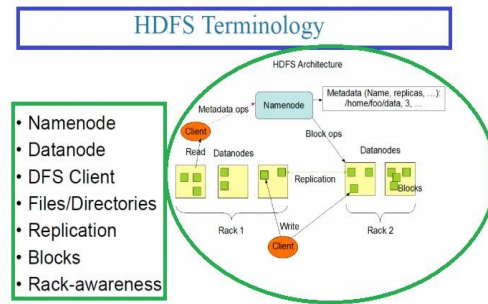 HDFS Terminology
• Namenode
• Datanode
• DFS Client
• Files/Directories
• Replication
• Blocks
• Rack-awareness
HDFS Architecture
Metadata (Name, replicas, ...):
/home/foo/data, 3, ...
Metadata ops
Namenode
Client
Block ops
Read
Datanodes
Datanodes
Replication
Blocks
Write
Rack 1
Rack 2
Client